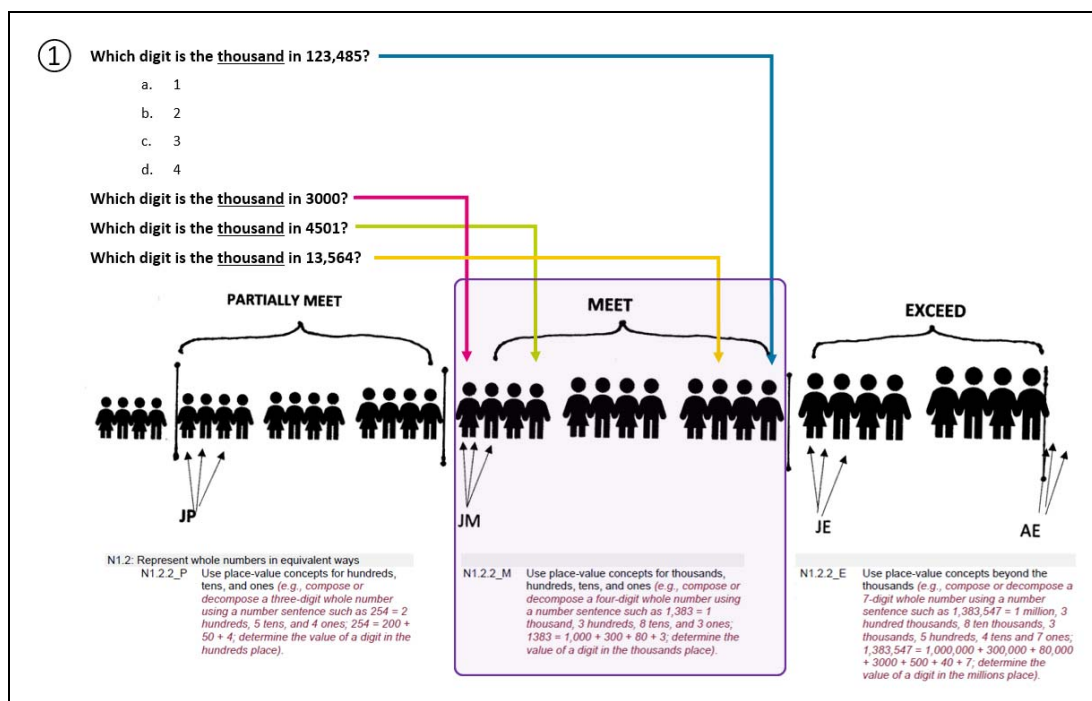 ① Which digit is the thousand in 123,485?
a. 1
b. 2
c. 3
d. 4
Which digit is the thousand in 3000?
Which digit is the thousand in 4501?
Which digit is the thousand in 13,564?
PARTIALLY MEET
MEET
EXCEED
JP
JM
JE
AE
N1.2: Represent whole numbers in equivalent ways
N1.2.2_P Use place-value concepts for hundreds,
tens, and ones (e.g., compose or
decompose a three-digit whole number
using a number sentence such as 254 = 2
hundreds, 5 tens, and 4 ones; 254 = 200 +
50 + 4; determine the value of a digit in the
hundreds place).
N1.2.2_M Use place-value concepts for thousands,
hundreds, tens, and ones (e.g., compose or
decompose a four-digit whole number using
a number sentence such as 1,383 = 1
thousand, 3 hundreds, 8 tens, and 3 ones;
1383 = 1,000 + 300 + 80 + 3; determine the
value of a digit in the thousands place).
N1.2.2_E Use place-value concepts beyond the
thousands (e.g., compose or decompose a
7-digit whole number using a number
sentence such as 1,383,547 = 1 million, 3
hundred thousands, 8 ten thousands, 3
thousands, 5 hundreds, 4 tens and 7 ones;
1,383,547 = 1,000,000 + 300,000 + 80,000
+ 3000 + 500 + 40 + 7; determine the
value of a digit in the millions place).